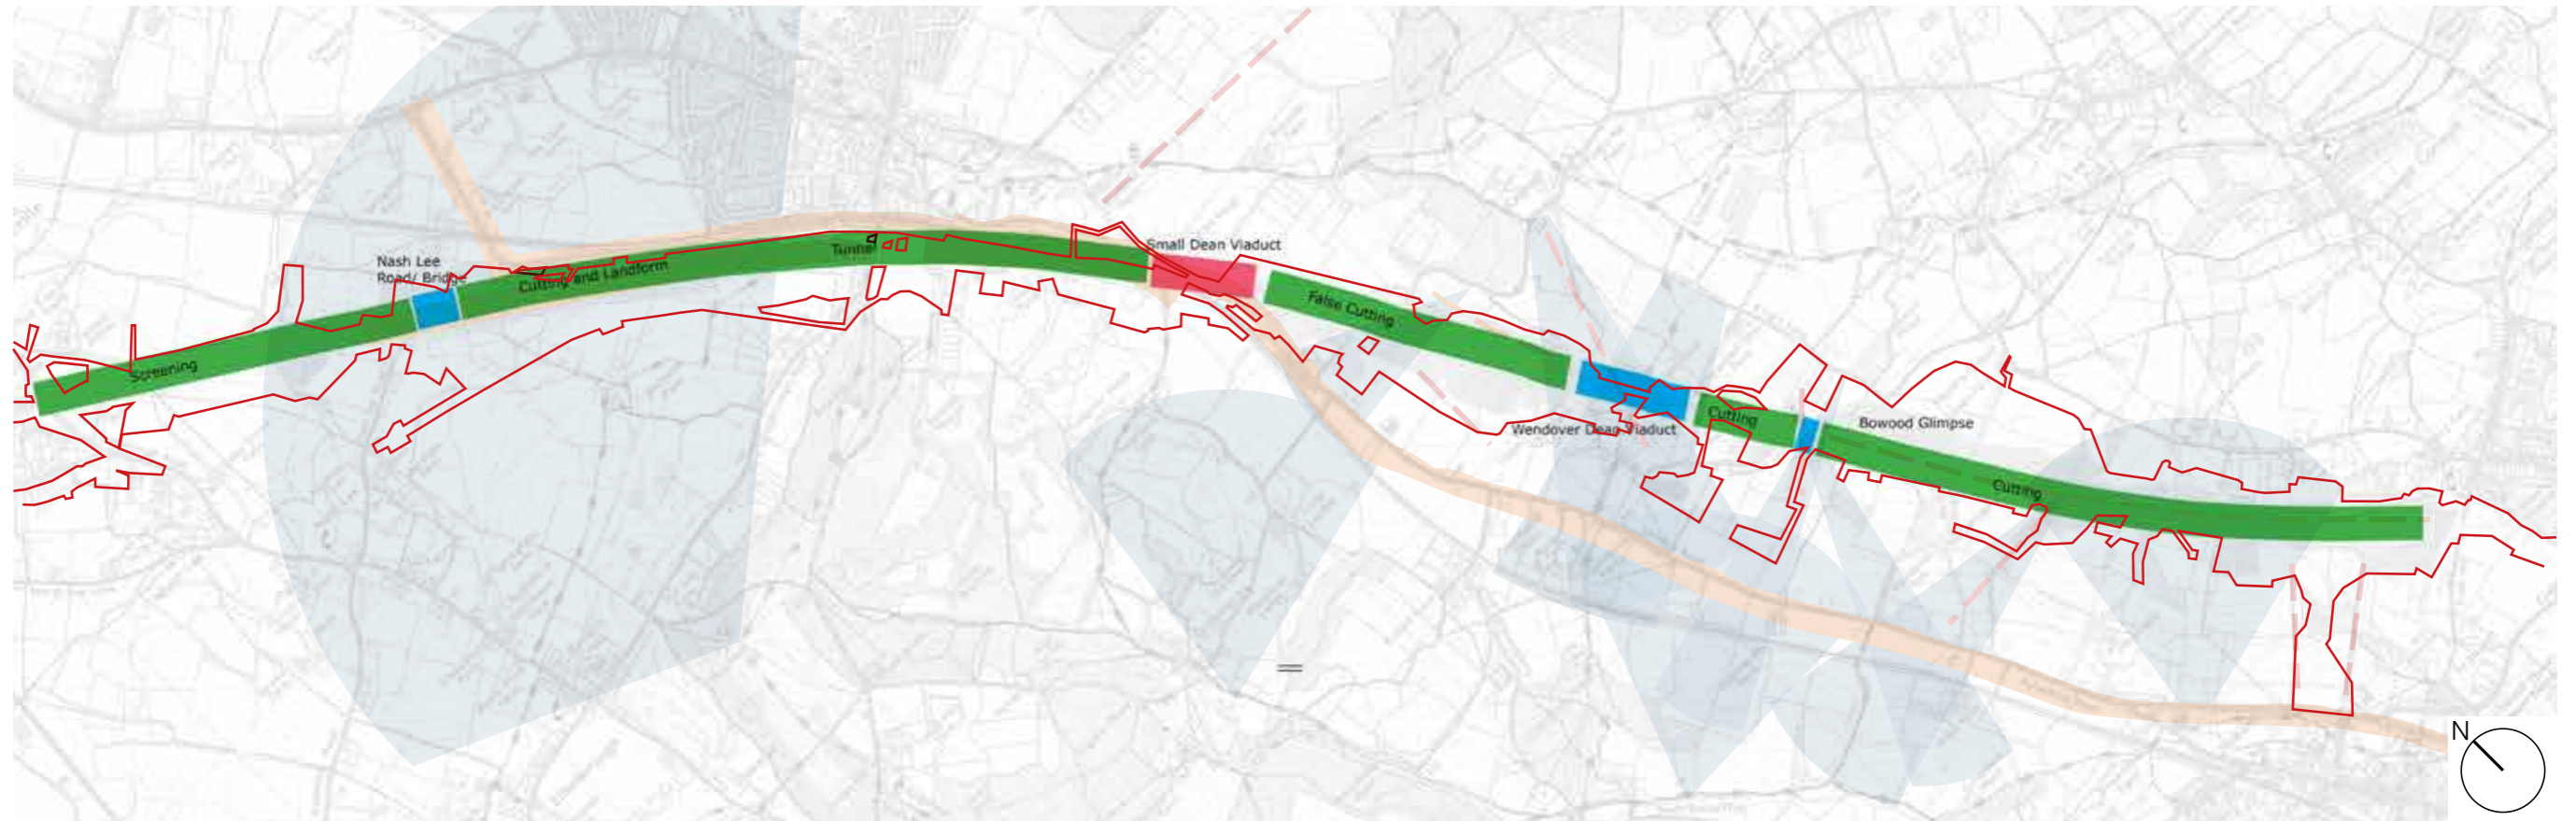 Nash Lee
Road/ Bridge
Screening
Cutting and Landform
Tunnel
Small Dean Viaduct
False Cutting
Wendover Dean Viaduct
Cutting
Bowood Glimpse
Cutting
N